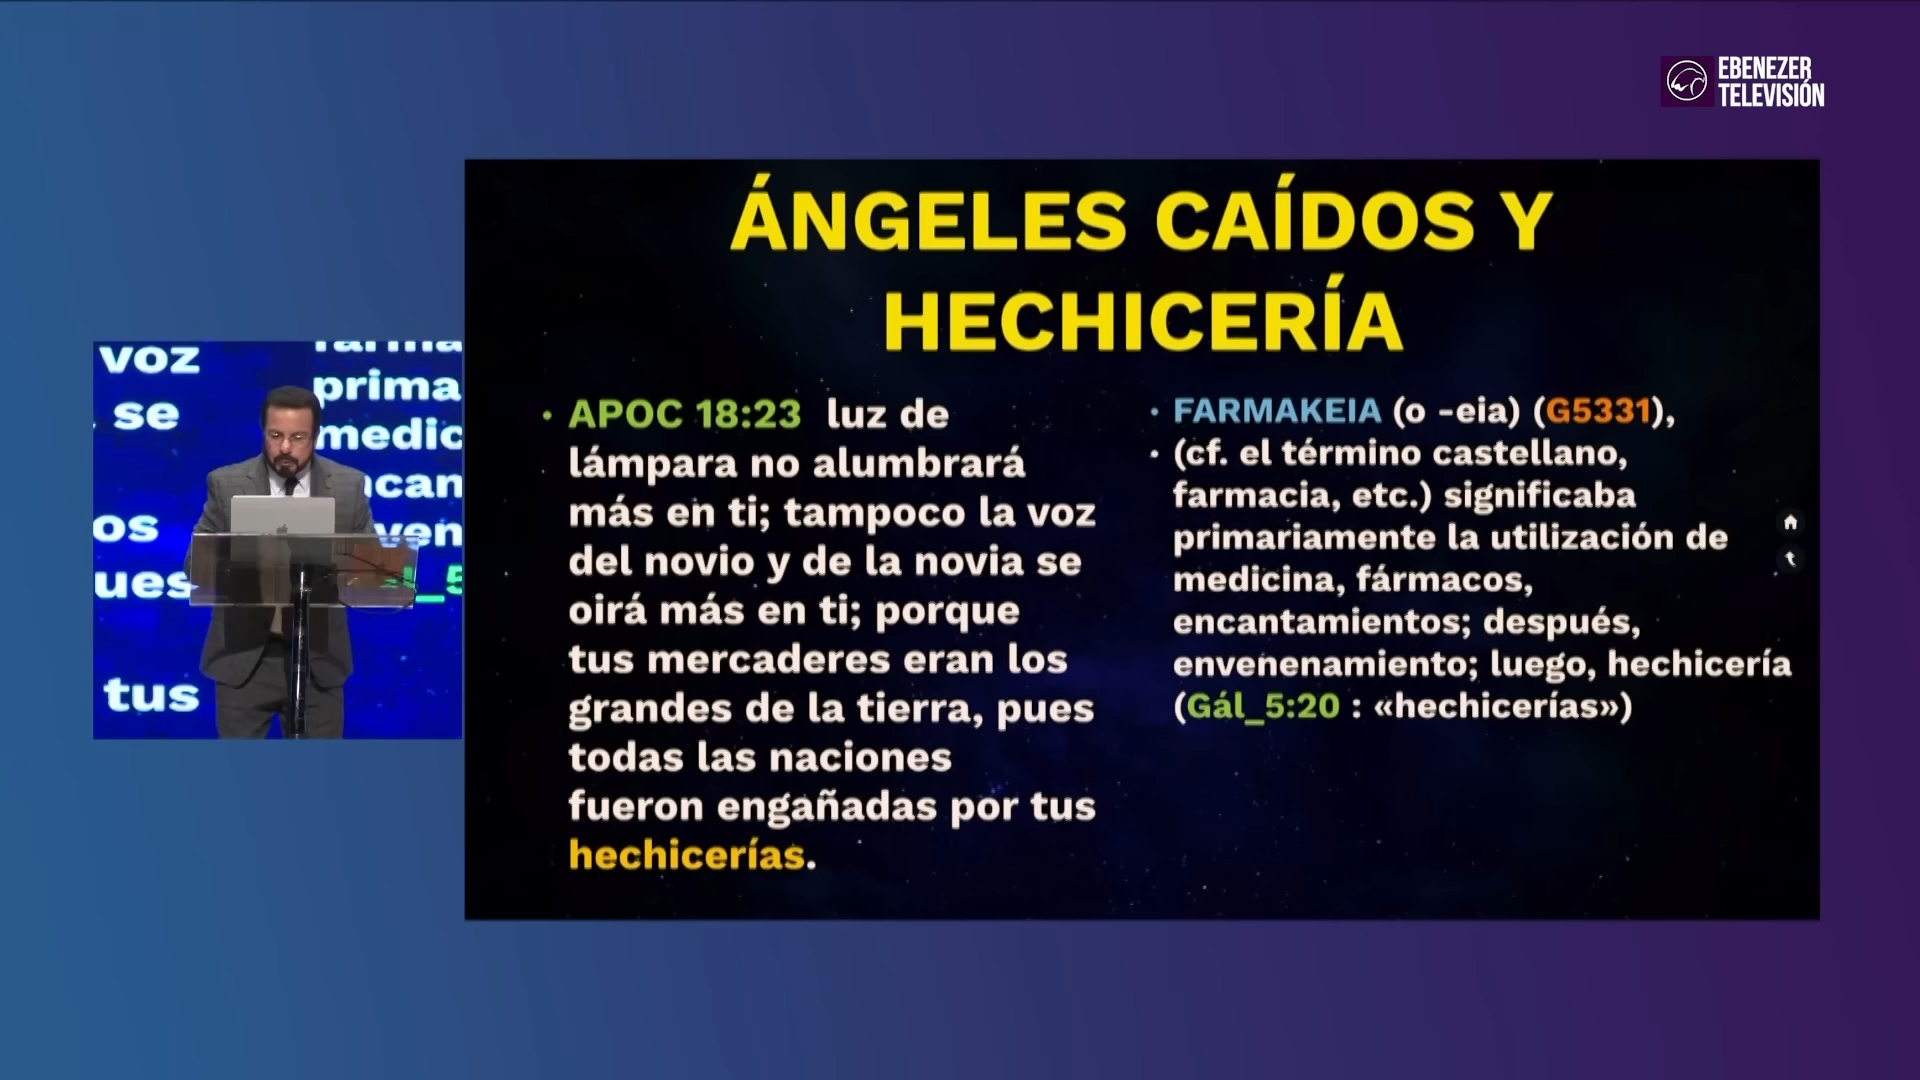 EBENEZER
TELEVISIÓN
ÁNGELES CAÍDOS Y
HECHICERÍA
• APOC 18:23 luz de
lámpara no alumbrará
más en ti; tampoco la voz
del novio y de la novia se
oirá más en ti; porque
tus mercaderes eran los
grandes de la tierra, pues
todas las naciones
fueron engañadas por tus
hechicerías.
• FARMAKEIA (o -eia) (G5331),
• (cf. el término castellano,
farmacia, etc.) significaba
primariamente la utilización de
medicina, fármacos,
encantamientos; después,
envenenamiento; luego, hechicería
(Gál_5:20 : «hechicerías»)
voz
se
os
ues
tus
prima
medic
acan
ven
_5